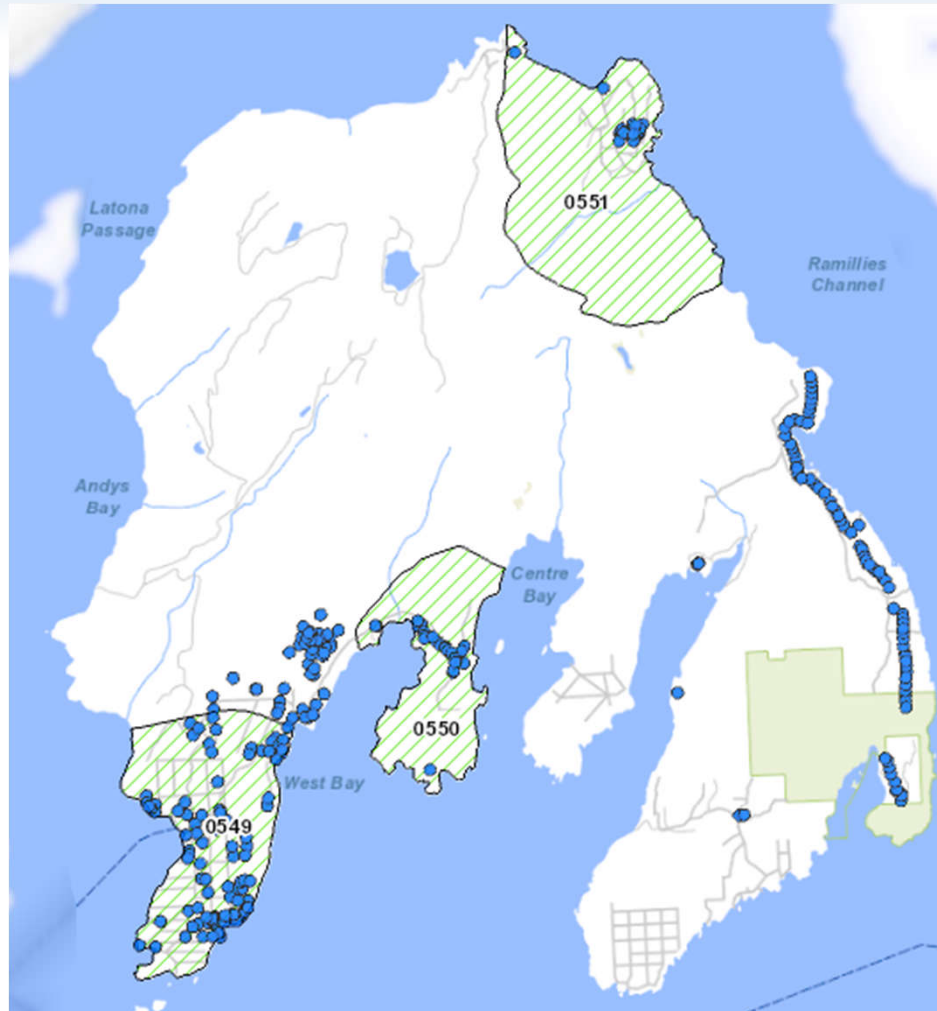 0551
Latona
Passage
Ramillies
Channel
Andys
Bay
Centre
Bay
0550
West Bay
0549